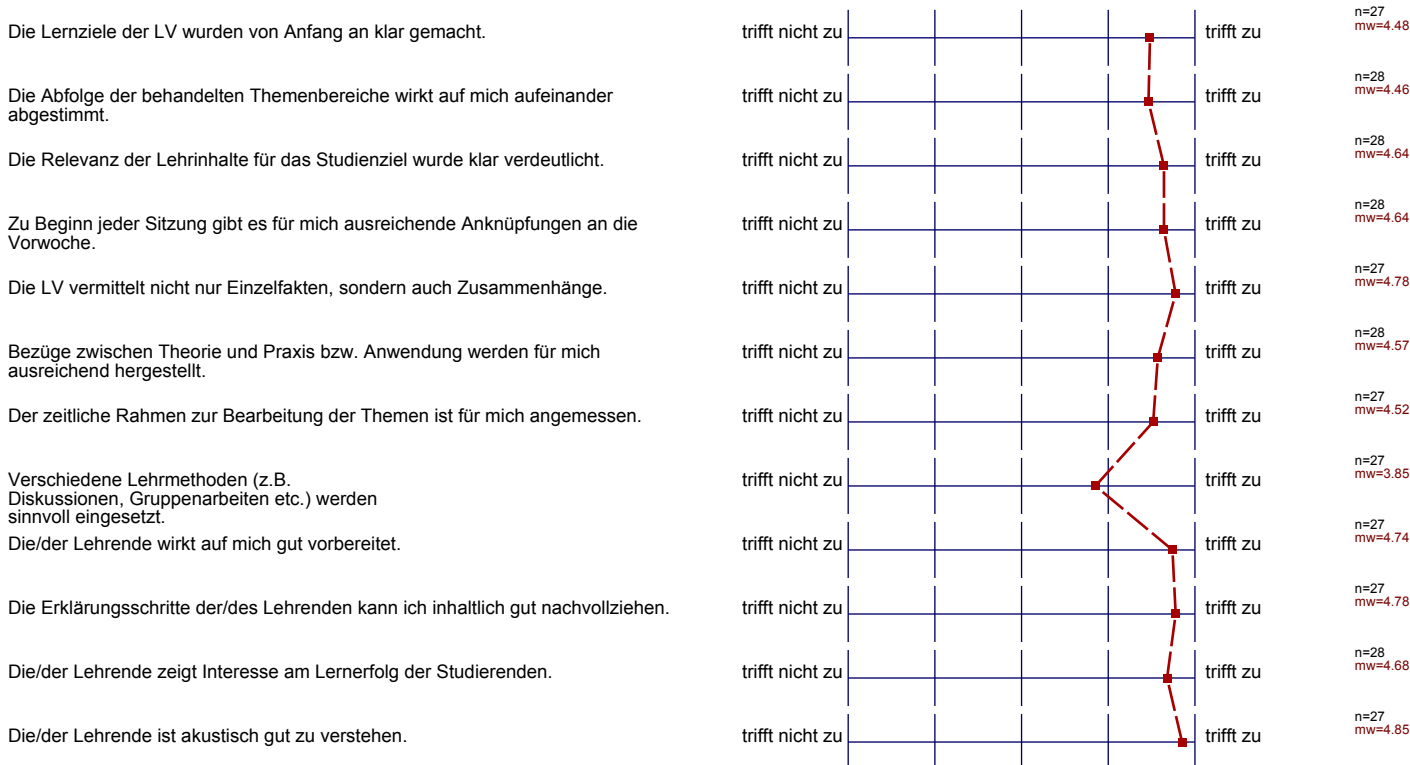 Die Lernziele der LV wurden von Anfang an klar gemacht.
trifft nicht zu
trifft zu
n=27
mw=4.48
Die Abfolge der behandelten Themenbereiche wirkt auf mich aufeinander
abgestimmt.
trifft nicht zu
trifft zu
n=28
mw=4.46
Die Relevanz der Lehrinhalte für das Studienziel wurde klar verdeutlicht.
trifft nicht zu
trifft zu
n=28
mw=4.64
Zu Beginn jeder Sitzung gibt es für mich ausreichende Anknüpfungen an die
Vorwoche.
trifft nicht zu
trifft zu
n=28
mw=4.64
Die LV vermittelt nicht nur Einzelfakten, sondern auch Zusammenhänge.
trifft nicht zu
trifft zu
n=27
mw=4.78
Bezüge zwischen Theorie und Praxis bzw. Anwendung werden für mich
ausreichend hergestellt.
trifft nicht zu
trifft zu
n=28
mw=4.57
Der zeitliche Rahmen zur Bearbeitung der Themen ist für mich angemessen.
trifft nicht zu
trifft zu
n=27
mw=4.52
Verschiedene Lehrmethoden (z.B.
Diskussionen, Gruppenarbeiten etc.) werden
sinnvoll eingesetzt.
trifft nicht zu
trifft zu
n=27
mw=3.85
Die/der Lehrende wirkt auf mich gut vorbereitet.
trifft nicht zu
trifft zu
n=27
mw=4.74
Die Erklärungsschritte der/des Lehrenden kann ich inhaltlich gut nachvollziehen.
trifft nicht zu
trifft zu
n=27
mw=4.78
Die/der Lehrende zeigt Interesse am Lernerfolg der Studierenden.
trifft nicht zu
trifft zu
n=28
mw=4.68
Die/der Lehrende ist akustisch gut zu verstehen.
trifft nicht zu
trifft zu
n=27
mw=4.85